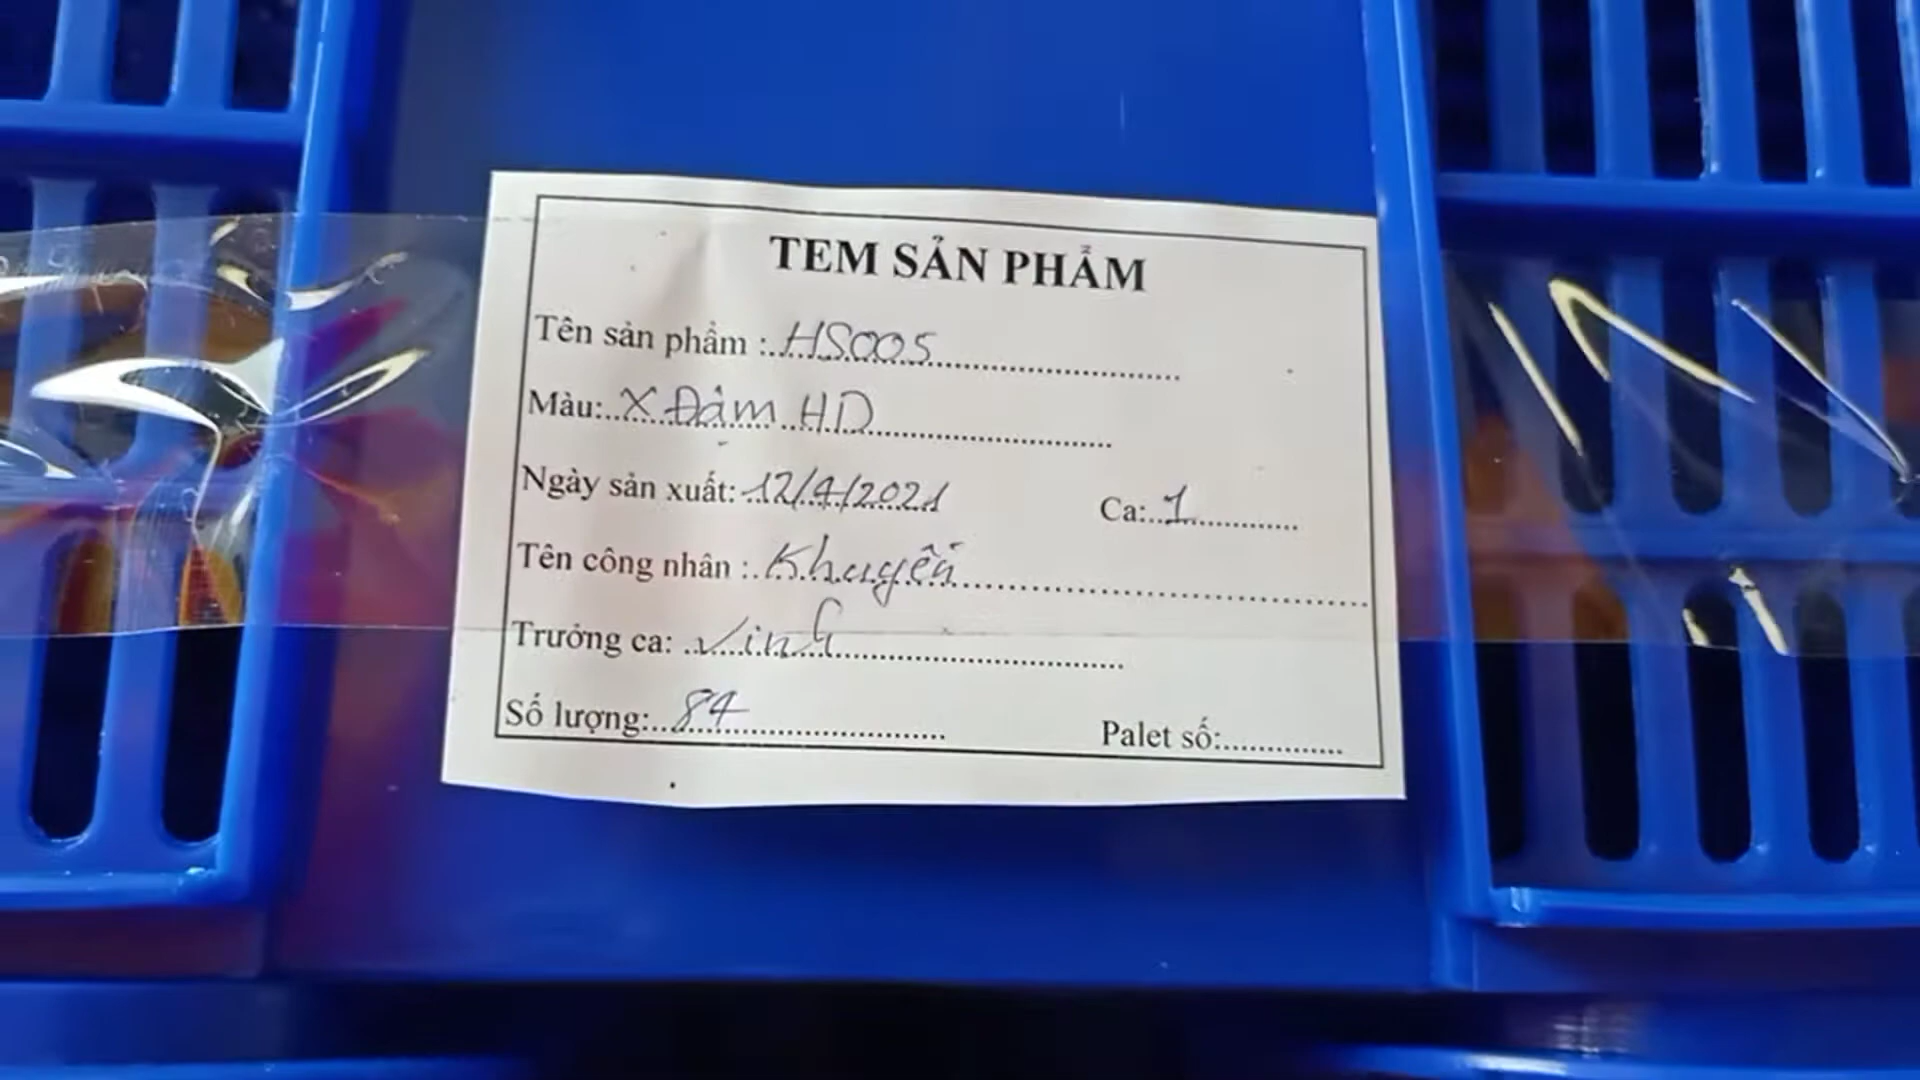 TEM SẢN PHẨM
Tên sản phẩm : HS005
Màu: X Đậm HD
Ngày sản xuất: 12/4/2021 Ca: 1
Tên công nhân : Khuyến
Trưởng ca: Vinh
Số lượng: 84 Palet số: